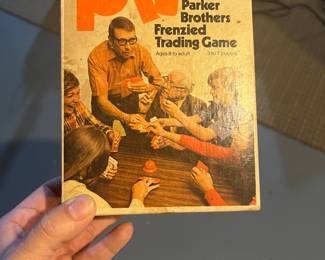 Parker
Brothers
Frenzied
Trading Game
Ages 8 to adult 3 to 7 players